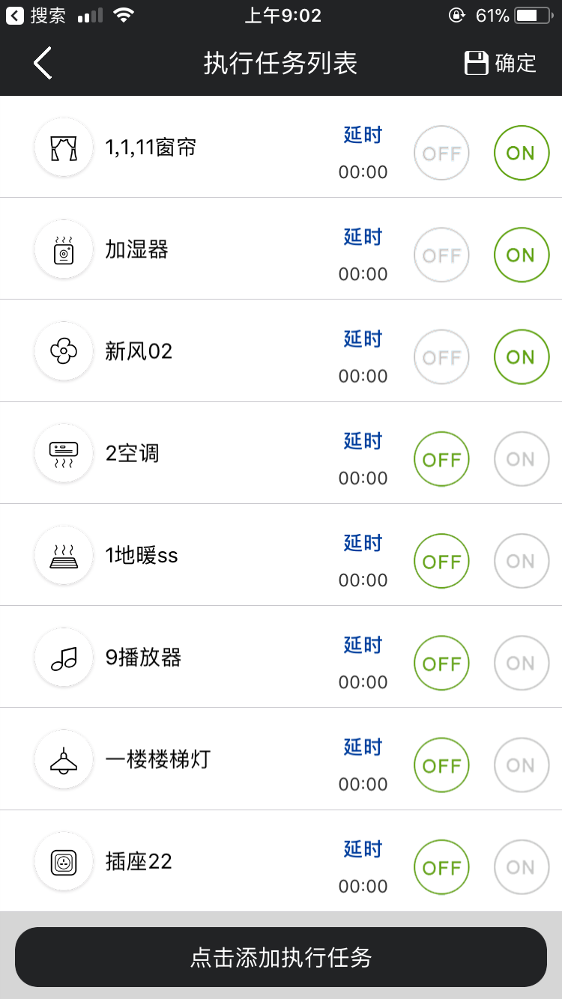 搜索 上午9:02 61%
执行任务列表 确定
1,1,11窗帘 延时 00:00 OFF ON
加湿器 延时 00:00 OFF ON
新风02 延时 00:00 OFF ON
2空调 延时 00:00 OFF ON
1地暖ss 延时 00:00 OFF ON
9播放器 延时 00:00 OFF ON
一楼楼梯灯 延时 00:00 OFF ON
插座22 延时 00:00 OFF ON
点击添加执行任务